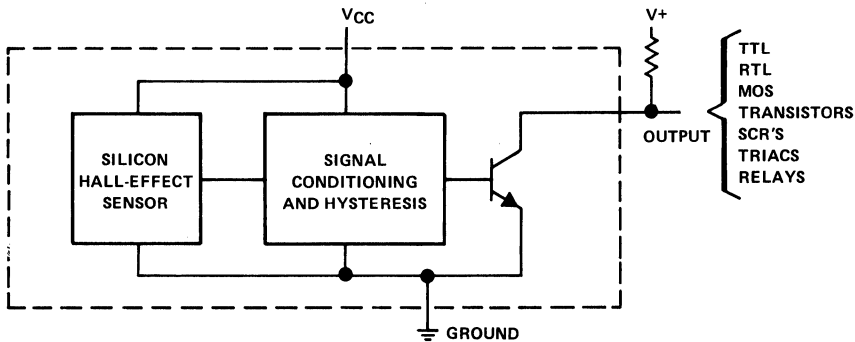 VCC
V+
SILICON
HALL-EFFECT
SENSOR
SIGNAL
CONDITIONING
AND HYSTERESIS
OUTPUT
TTL
RTL
MOS
TRANSISTORS
SCR'S
TRIACS
RELAYS
GROUND